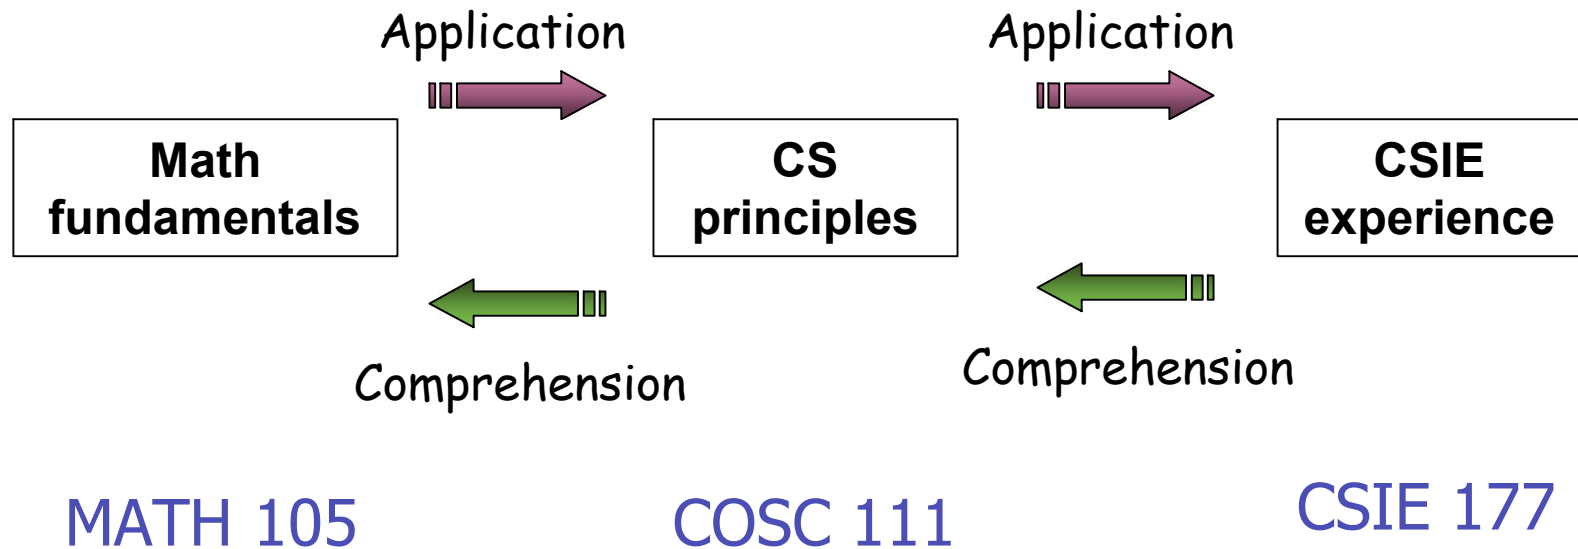 Application
Application
Math
fundamentals
CS
principles
CSIE
experience
Comprehension
Comprehension
MATH 105
COSC 111
CSIE 177